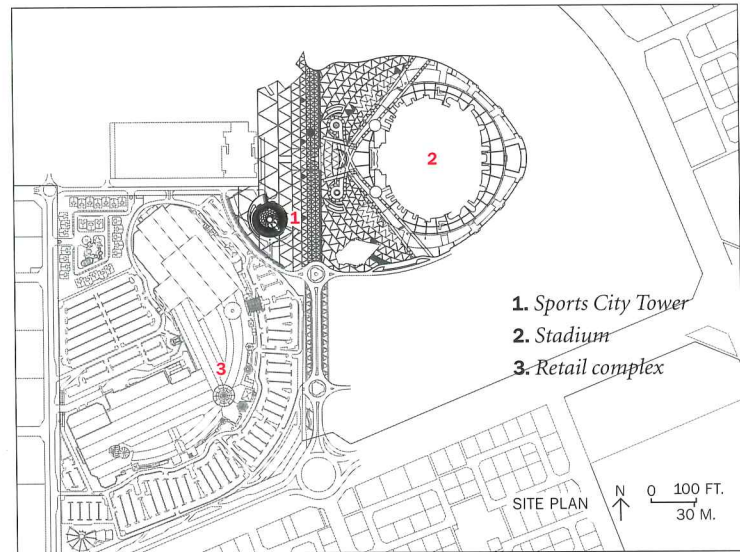 2
1
1. Sports City Tower
2. Stadium
3. Retail complex
3
SITE PLAN N 0 100 FT.
30 M.